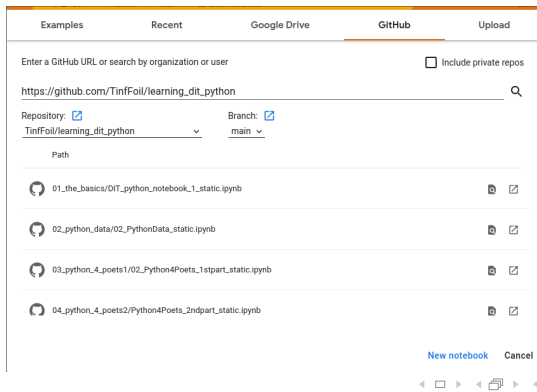 Examples
Recent
Google Drive
GitHub
Upload
Enter a GitHub URL or search by organization or user
Include private repos
https://github.com/TinfFoil/learning_dit_python
Repository:
Branch:
TinfFoil/learning_dit_python
main
Path
01_the_basics/DIT_python_notebook_1_static.ipynb
02_python_data/02_PythonData_static.ipynb
03_python_4_poets1/02_Python4Poets_1stpart_static.ipynb
04_python_4_poets2/Python4Poets_2ndpart_static.ipynb
New notebook
Cancel